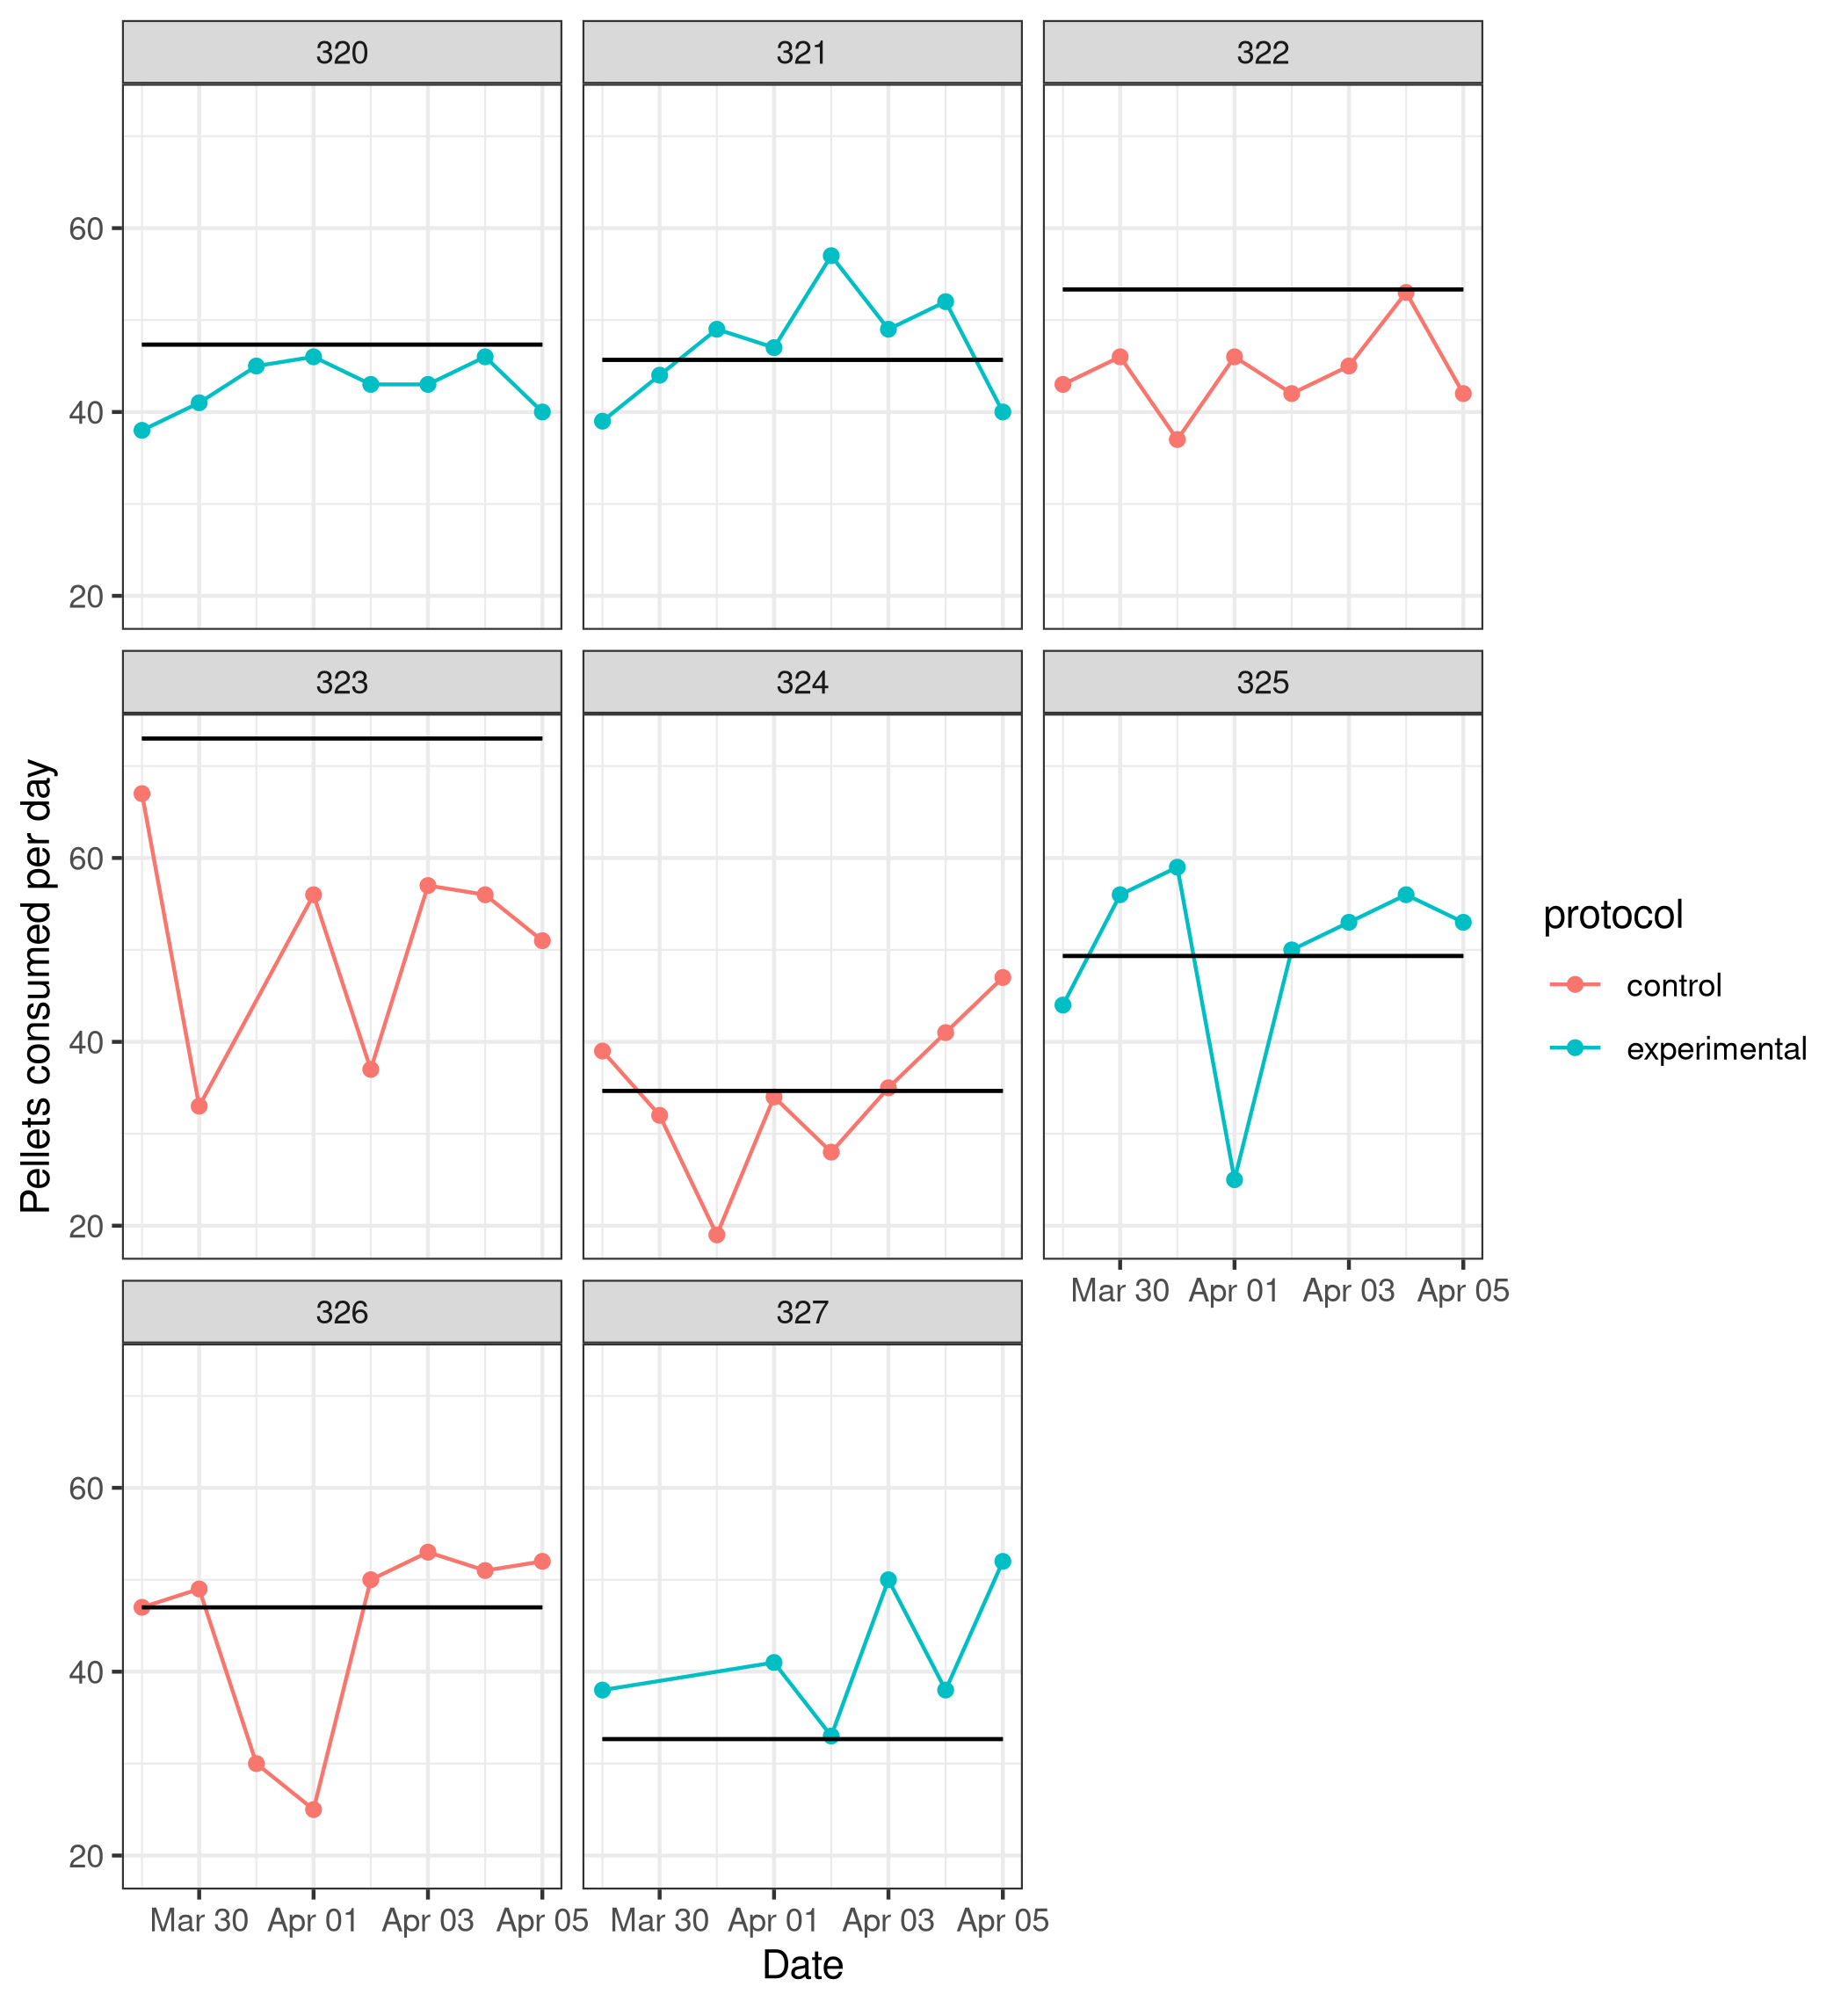 320 321 322
60
40
20
323 324 325
60
40
20
Mar 30 Apr 01 Apr 03 Apr 05
326 327
60
40
20
Mar 30 Apr 01 Apr 03 Apr 05 Mar 30 Apr 01 Apr 03 Apr 05
Date
Pellets consumed per day
protocol
control
experimental